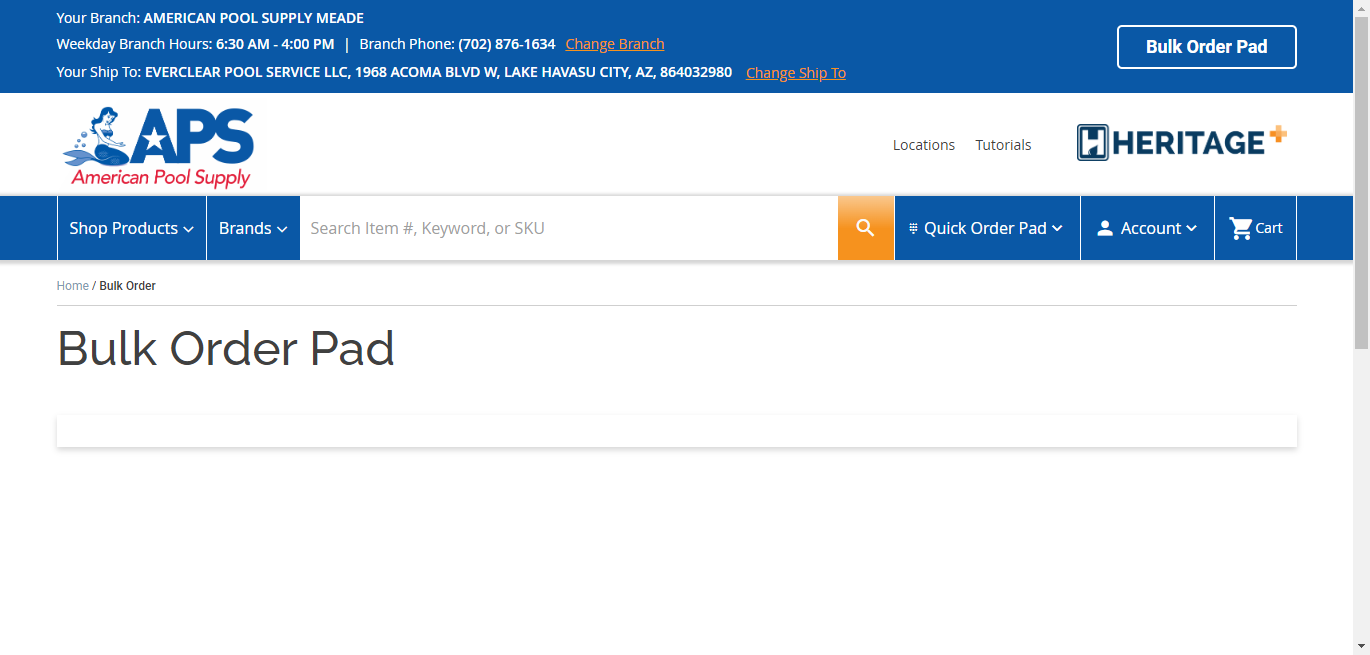 Your Branch: AMERICAN POOL SUPPLY MEADE
Weekday Branch Hours: 6:30 AM - 4:00 PM | Branch Phone: (702) 876-1634 Change Branch
Your Ship To: EVERCLEAR POOL SERVICE LLC, 1968 ACOMA BLVD W, LAKE HAVASU CITY, AZ, 864032980 Change Ship To
Bulk Order Pad
APS
American Pool Supply
Locations Tutorials
HERITAGE+
Shop Products Brands Search Item #, Keyword, or SKU Quick Order Pad Account Cart
Home / Bulk Order
Bulk Order Pad